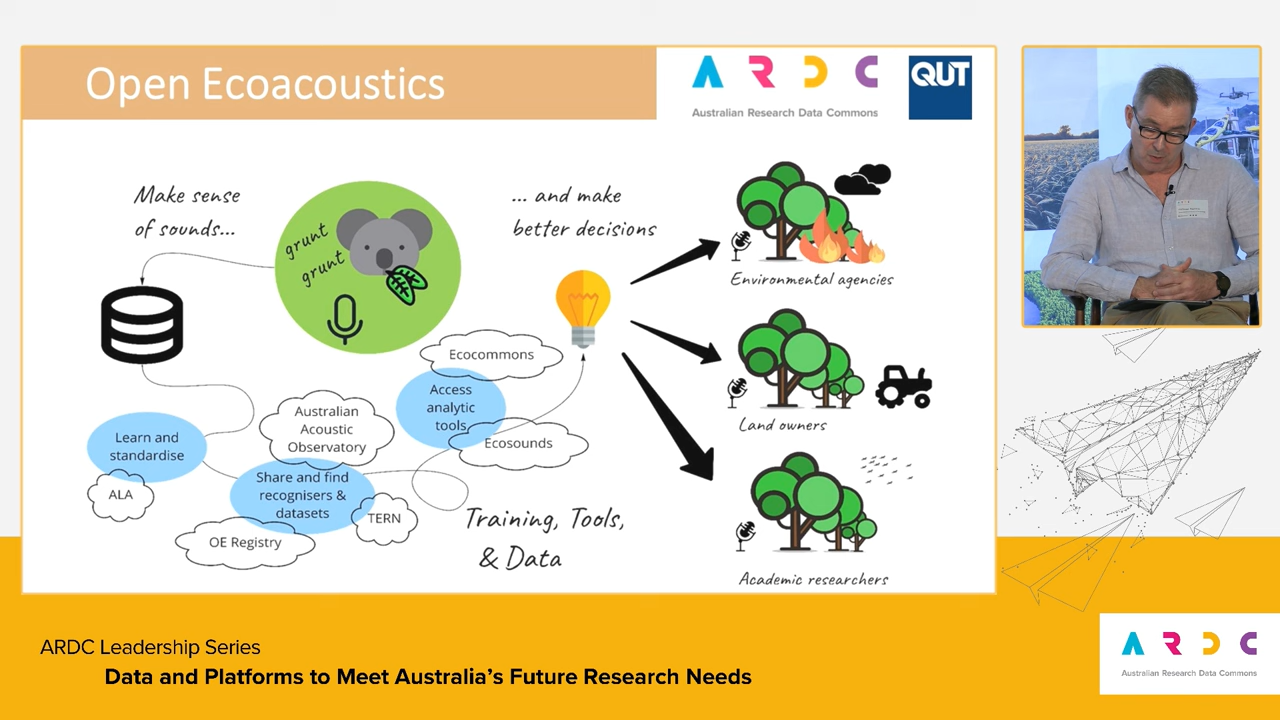 Open Ecoacoustics
A R D C
Australian Research Data Commons
QUT
Make sense
of sounds...
grunt
grunt
... and make
better decisions
Environmental agencies
Land owners
Academic researchers
Ecocommons
Access
analytic
tools
Ecosounds
Australian
Acoustic
Observatory
Learn and
standardise
ALA
Share and find
recognisers &
datasets
TERN
OE Registry
Training, Tools,
& Data
ARDC Leadership Series
Data and Platforms to Meet Australia's Future Research Needs
A R D C
Australian Research Data Commons